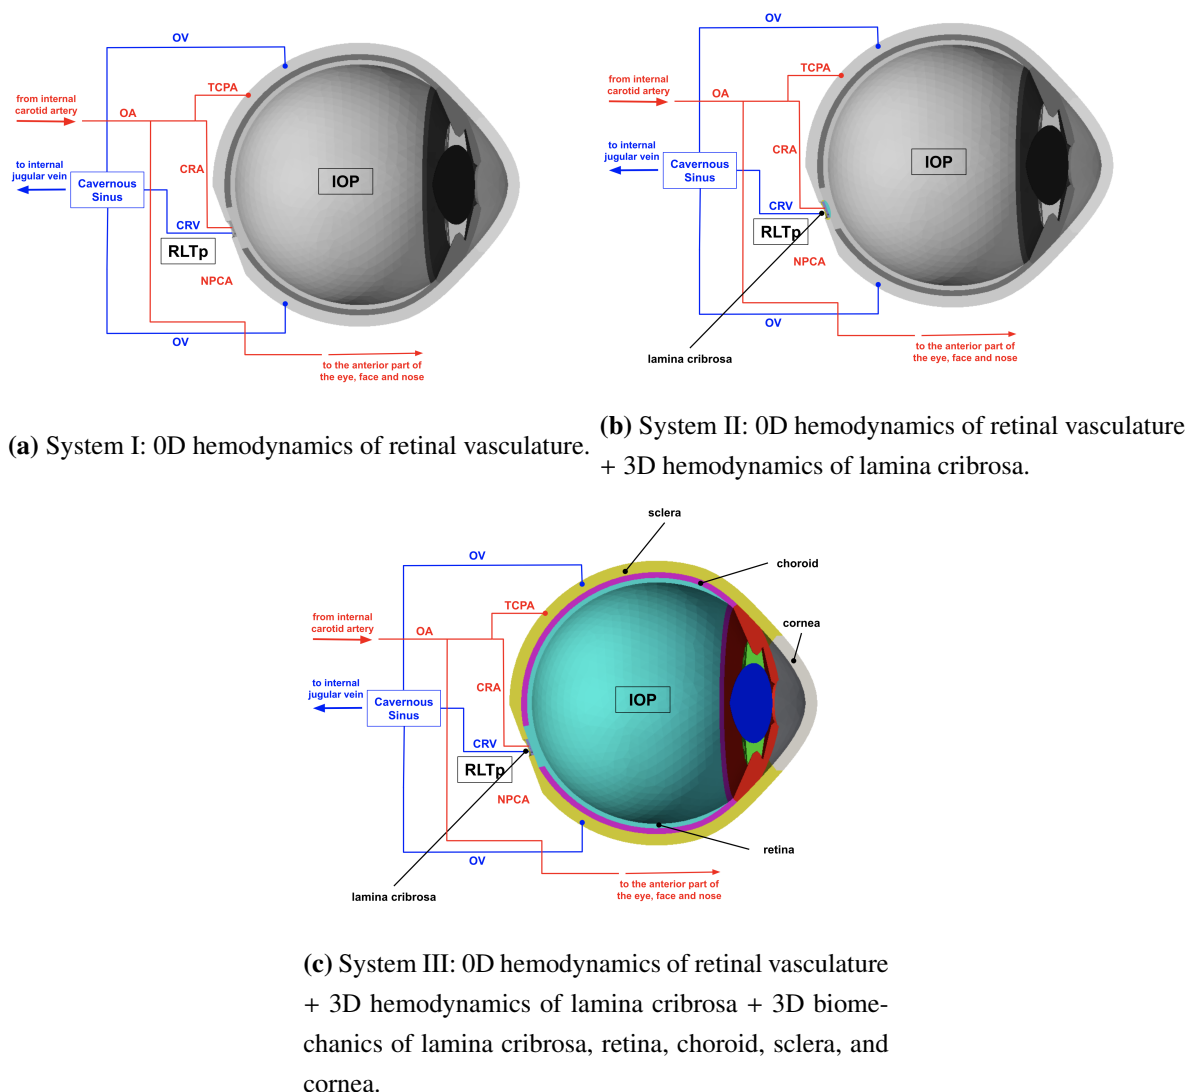 OV
TCPA
from internal
carotid artery
OA
to internal
jugular vein
Cavernous
Sinus
CRA
IOP
CRV
RLTp
NPCA
OV
to the anterior part of
the eye, face and nose
(a) System I: 0D hemodynamics of retinal vasculature.
OV
TCPA
from internal
carotid artery
OA
to internal
jugular vein
Cavernous
Sinus
CRA
IOP
CRV
RLTp
NPCA
OV
lamina cribrosa
to the anterior part of
the eye, face and nose
(b) System II: 0D hemodynamics of retinal vasculature
+ 3D hemodynamics of lamina cribrosa.
sclera
OV
choroid
TCPA
from internal
carotid artery
OA
cornea
to internal
jugular vein
Cavernous
Sinus
CRA
IOP
CRV
RLTp
NPCA
retina
OV
lamina cribrosa
to the anterior part of
the eye, face and nose
(c) System III: 0D hemodynamics of retinal vasculature
+ 3D hemodynamics of lamina cribrosa + 3D biome-
chanics of lamina cribrosa, retina, choroid, sclera, and
cornea.